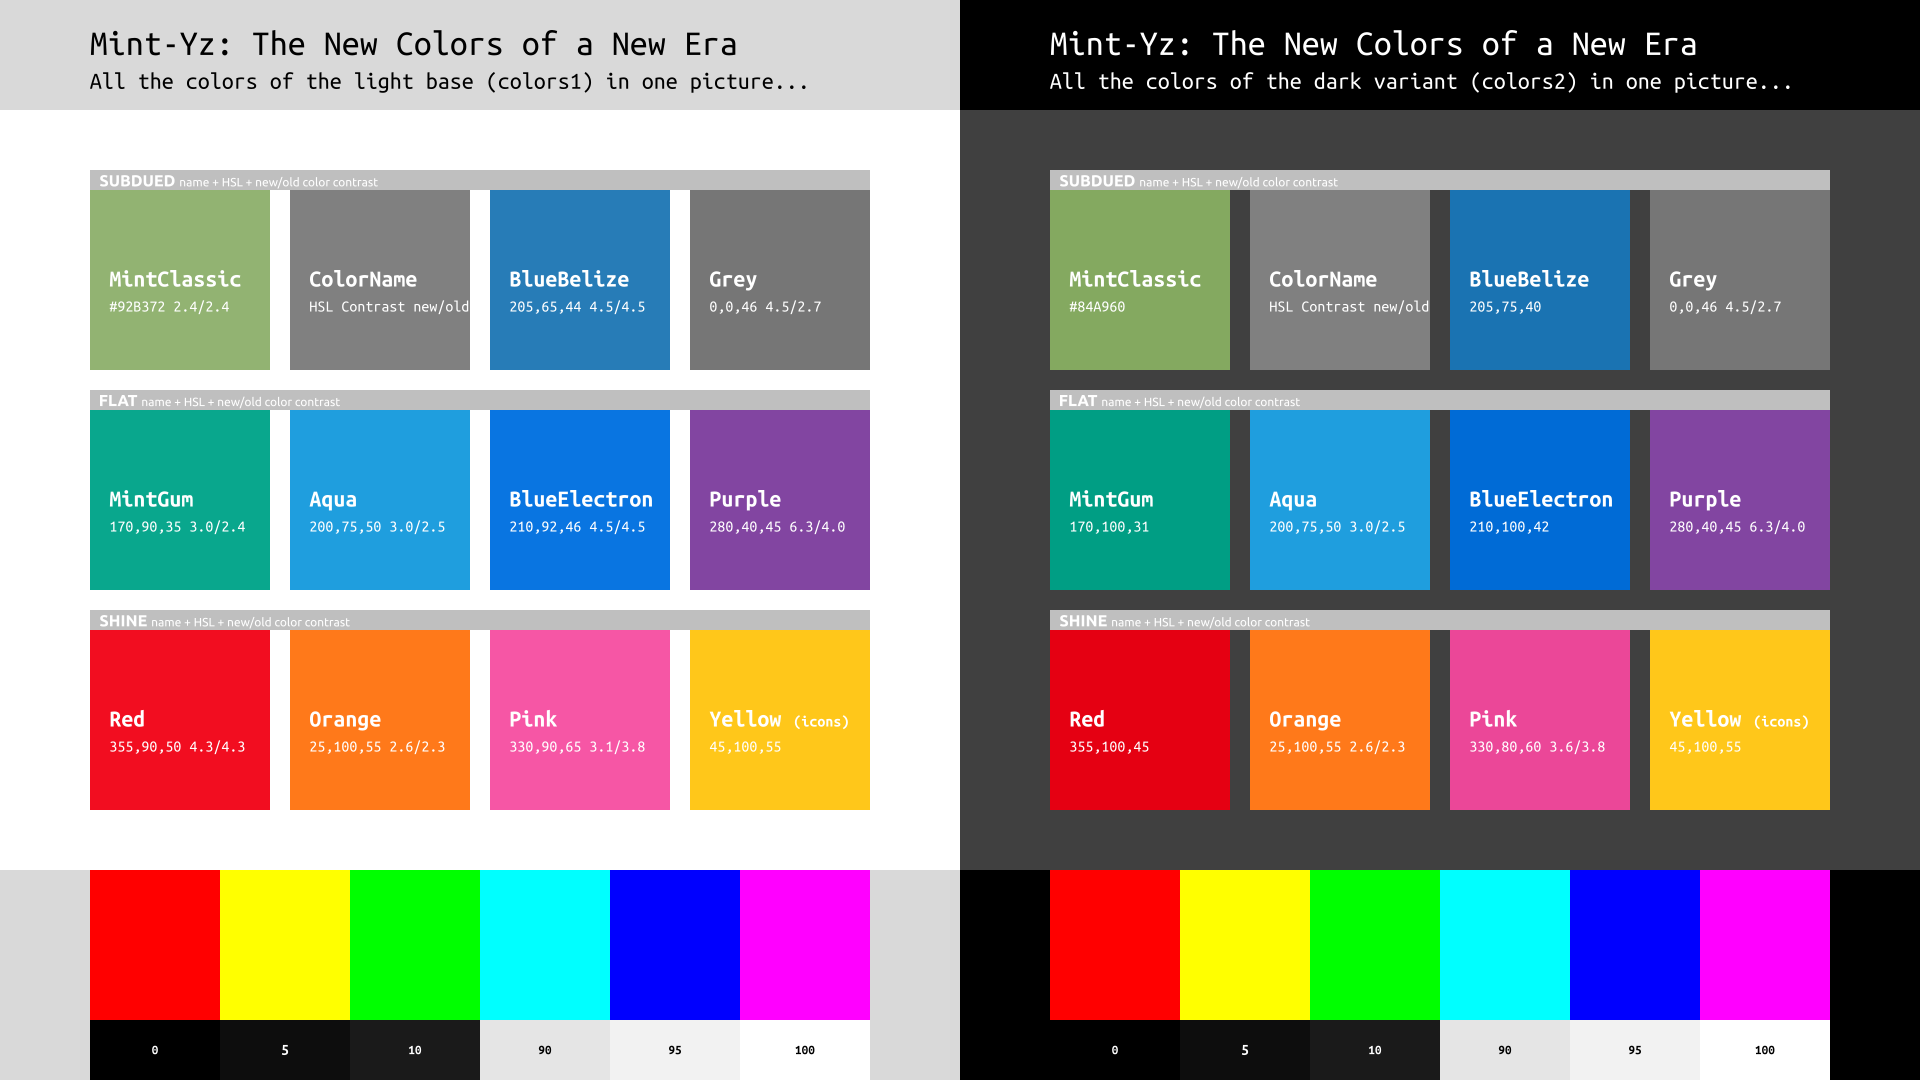 Mint-Yz: The New Colors of a New Era
All the colors of the light base (colors1) in one picture...
SUBDUED name + HSL + new/old color contrast
MintClassic
#92B372 2.4/2.4
ColorName
HSL Contrast new/old
BlueBelize
205,65,44 4.5/4.5
Grey
0,0,46 4.5/2.7
FLAT name + HSL + new/old color contrast
MintGum
170,90,35 3.0/2.4
Aqua
200,75,50 3.0/2.5
BlueElectron
210,92,46 4.5/4.5
Purple
280,40,45 6.3/4.0
SHINE name + HSL + new/old color contrast
Red
355,90,50 4.3/4.3
Orange
25,100,55 2.6/2.3
Pink
330,90,65 3.1/3.8
Yellow (icons)
45,100,55
0 5 10 90 95 100
Mint-Yz: The New Colors of a New Era
All the colors of the dark variant (colors2) in one picture...
SUBDUED name + HSL + new/old color contrast
MintClassic
#84A960
ColorName
HSL Contrast new/old
BlueBelize
205,75,40
Grey
0,0,46 4.5/2.7
FLAT name + HSL + new/old color contrast
MintGum
170,100,31
Aqua
200,75,50 3.0/2.5
BlueElectron
210,100,42
Purple
280,40,45 6.3/4.0
SHINE name + HSL + new/old color contrast
Red
355,100,45
Orange
25,100,55 2.6/2.3
Pink
330,80,60 3.6/3.8
Yellow (icons)
45,100,55
0 5 10 90 95 100